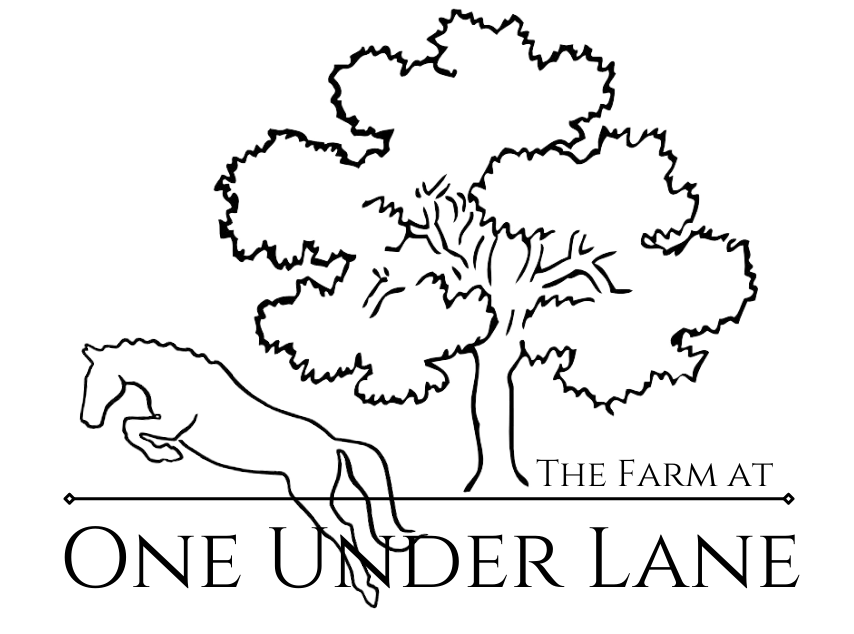 The Farm at
One Under Lane